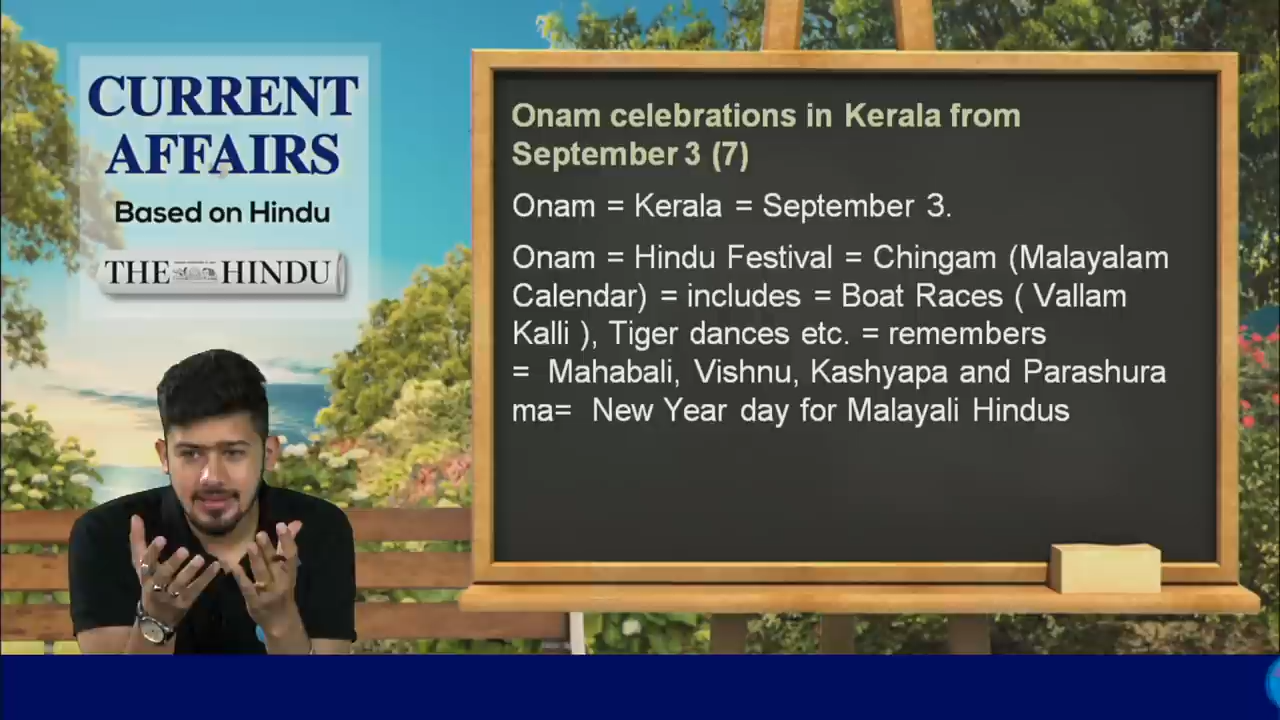 CURRENT
AFFAIRS
Based on Hindu
THE HINDU
Onam celebrations in Kerala from
September 3 (7)
Onam = Kerala = September 3.
Onam = Hindu Festival = Chingam (Malayalam
Calendar) = includes = Boat Races ( Vallam
Kalli ), Tiger dances etc. = remembers
= Mahabali, Vishnu, Kashyapa and Parashura
ma= New Year day for Malayali Hindus